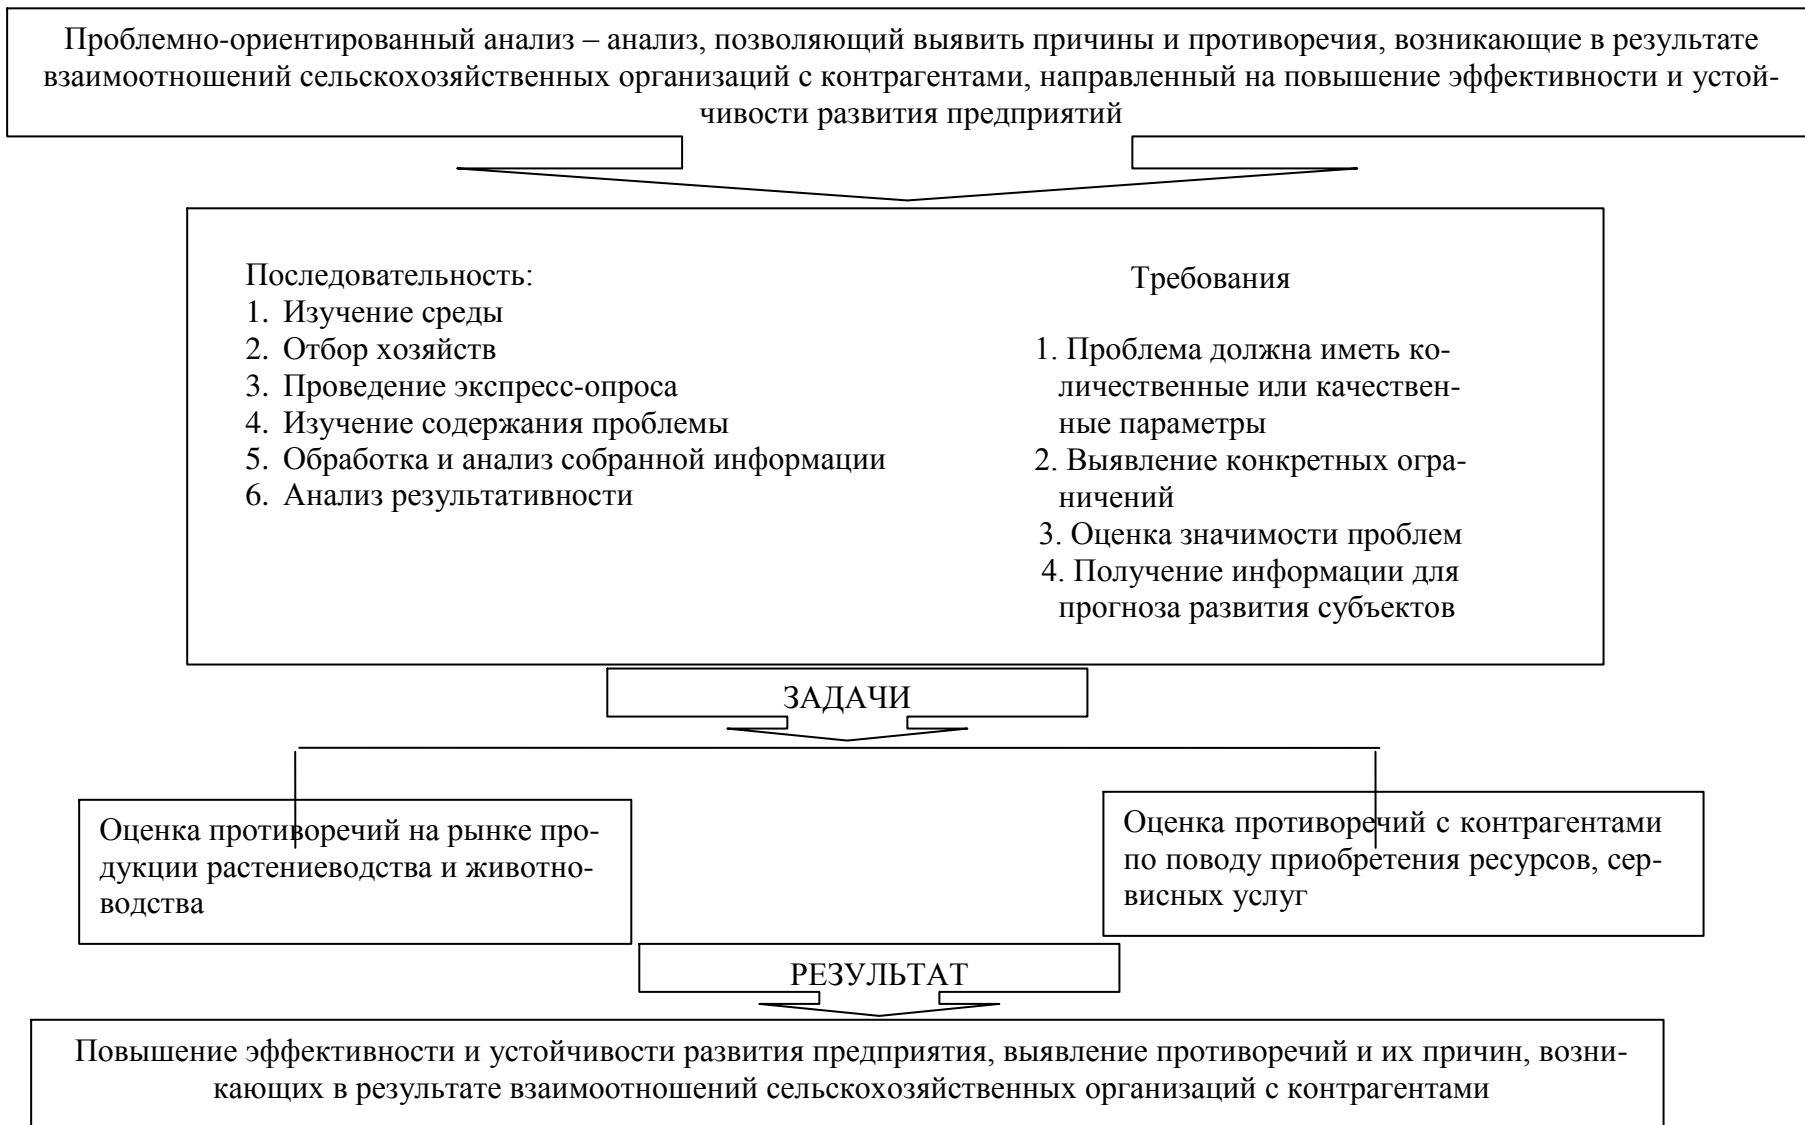 Проблемно-ориентированный анализ – анализ, позволяющий выявить причины и противоречия, возникающие в результате
взаимоотношений сельскохозяйственных организаций с контрагентами, направленный на повышение эффективности и устой-
чивости развития предприятий
Последовательность:
1. Изучение среды
2. Отбор хозяйств
3. Проведение экспресс-опроса
4. Изучение содержания проблемы
5. Обработка и анализ собранной информации
6. Анализ результативности
Требования
1. Проблема должна иметь ко-
личественные или качествен-
ные параметры
2. Выявление конкретных огра-
ничений
3. Оценка значимости проблем
4. Получение информации для
прогноза развития субъектов
ЗАДАЧИ
Оценка противоречий на рынке про-
дукции растениеводства и животно-
водства
Оценка противоречий с контрагентами
по поводу приобретения ресурсов, сер-
висных услуг
РЕЗУЛЬТАТ
Повышение эффективности и устойчивости развития предприятия, выявление противоречий и их причин, возни-
кающих в результате взаимоотношений сельскохозяйственных организаций с контрагентами